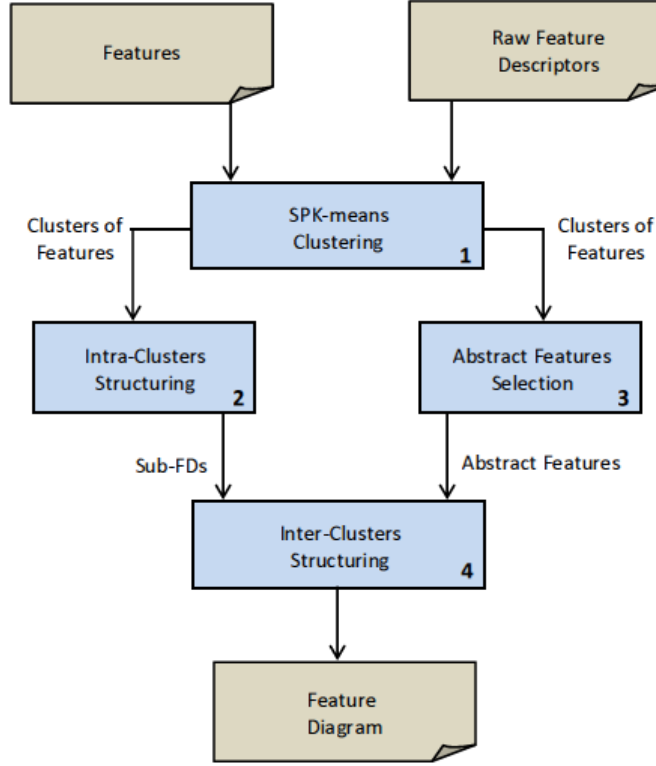 Features
Raw Feature
Descriptors
SPK-means
Clustering
1
Clusters of
Features
Clusters of
Features
Intra-Clusters
Structuring
2
Abstract Features
Selection
3
Sub-FDs
Abstract Features
Inter-Clusters
Structuring
4
Feature
Diagram